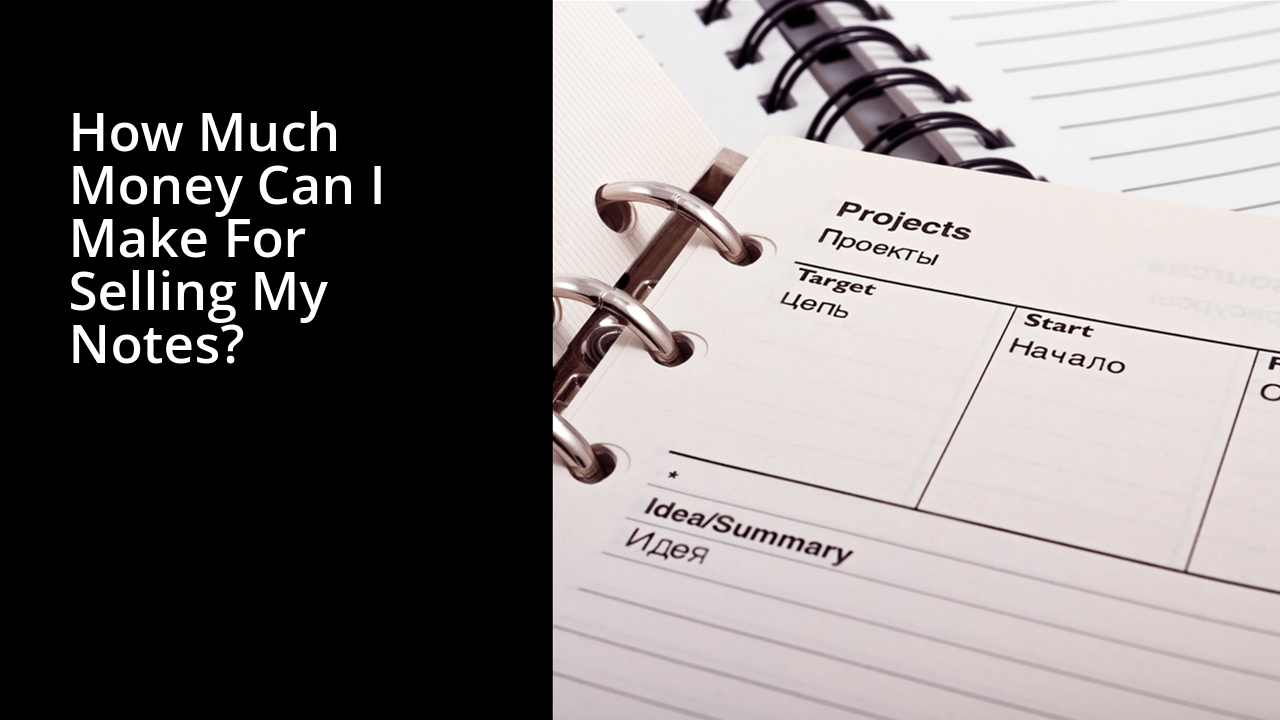 How Much
Money Can I
Make For
Selling My
Notes?
Projects
Проекты
Target
Цель
Start
Начало
*
Idea/Summary
Идея